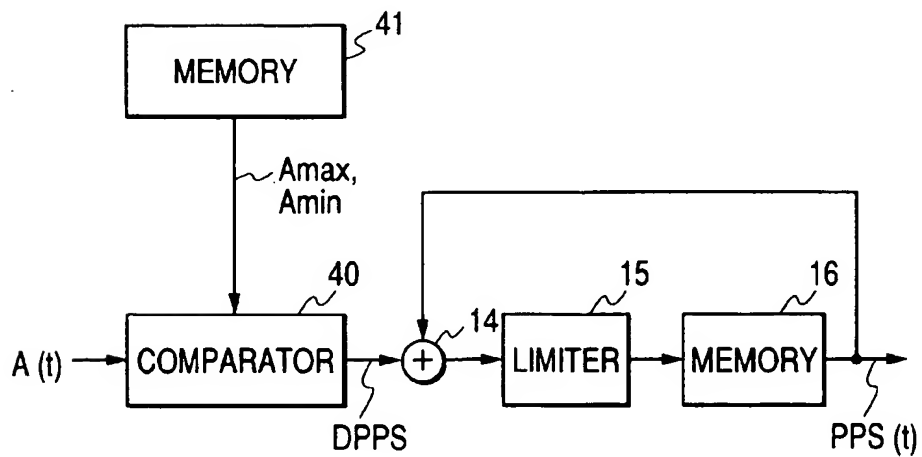 41
MEMORY
Amax,
Amin
40
15
16
14
A (t)
COMPARATOR
+
LIMITER
MEMORY
DPPS
PPS (t)